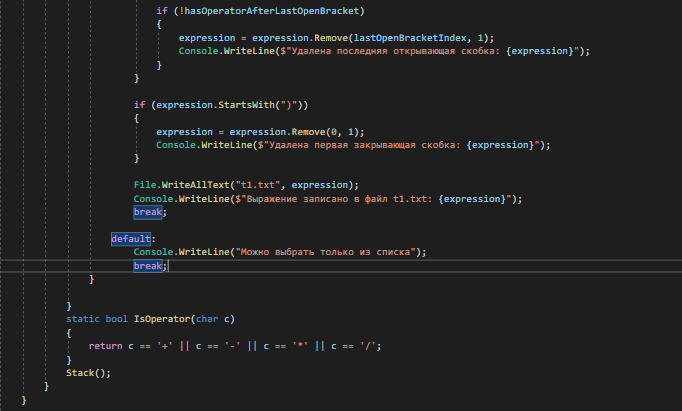 if (!hasOperatorAfterLastOpenBracket)
{
expression = expression.Remove(lastOpenBracketIndex, 1);
Console.WriteLine($"Удалена последняя открывающая скобка: {expression}");
}
}
if (expression.StartsWith(")"))
{
expression = expression.Remove(0, 1);
Console.WriteLine($"Удалена первая закрывающая скобка: {expression}");
}
File.WriteAllText("t1.txt", expression);
Console.WriteLine($"Выражение записано в файл t1.txt: {expression}");
break;
default:
Console.WriteLine("Можно выбрать только из списка");
break;
}
}
static bool IsOperator(char c)
{
return c == '+' || c == '-' || c == '*' || c == '/';
}
Stack();
}
}